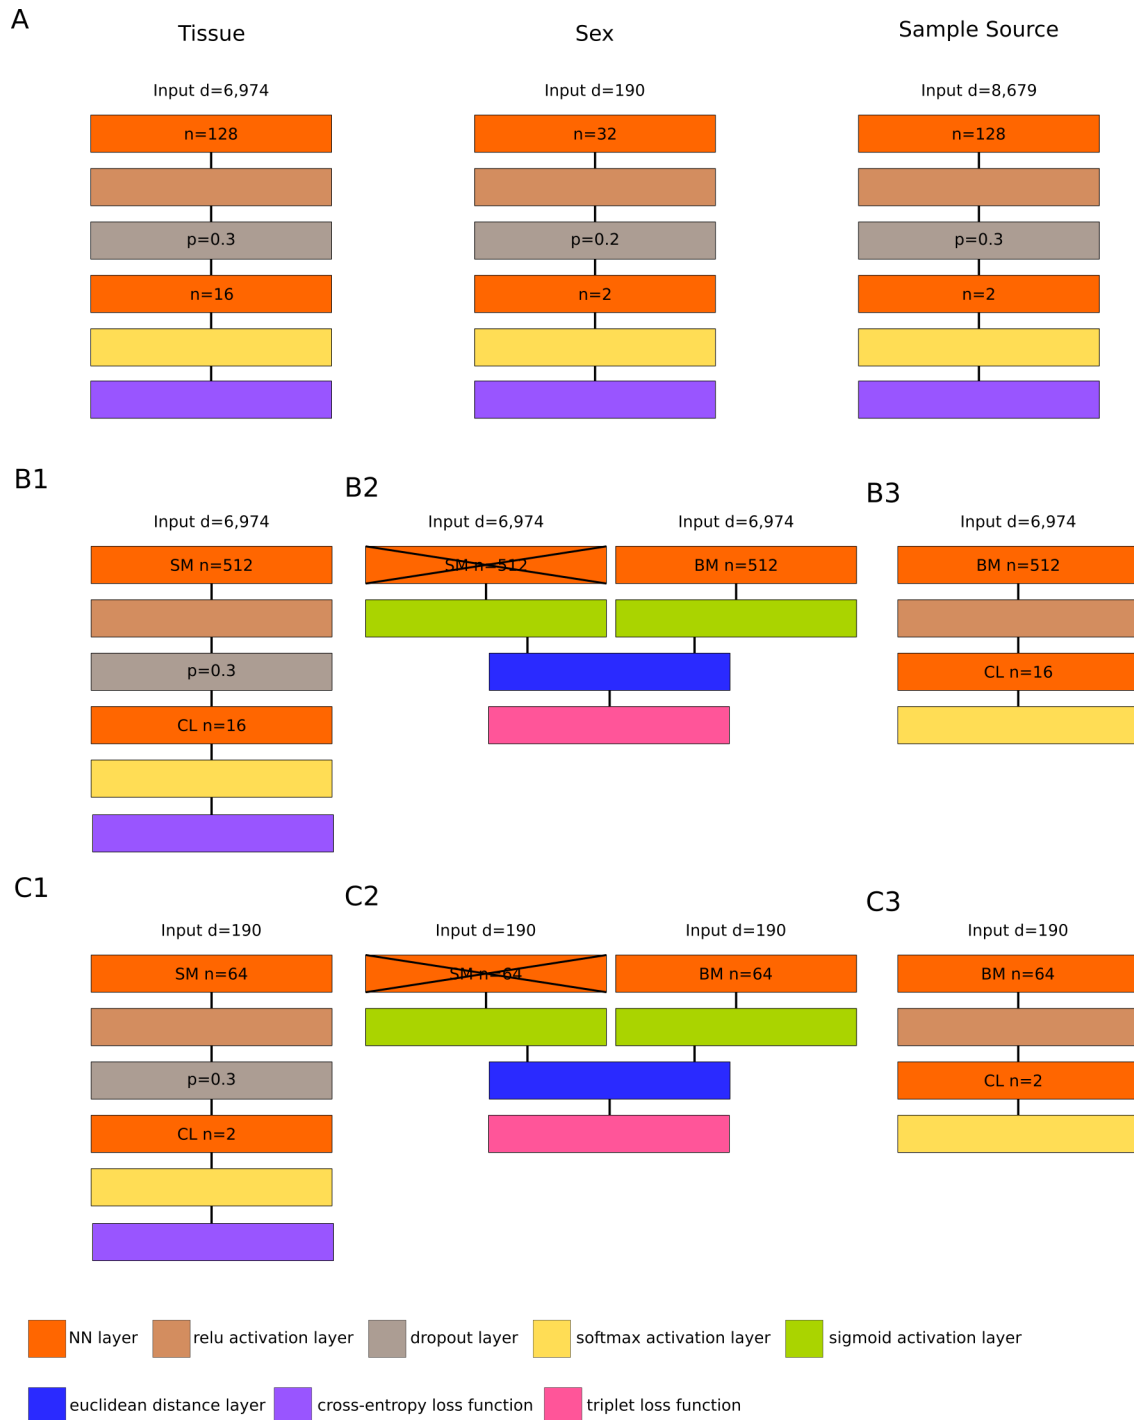 A
Tissue
Sex
Sample Source
Input d=6,974
Input d=190
Input d=8,679
n=128
n=32
n=128
p=0.3
p=0.2
p=0.3
n=16
n=2
n=2
B1
B2
B3
Input d=6,974
Input d=6,974
Input d=6,974
Input d=6,974
SM n=512
SM n=512
BM n=512
BM n=512
p=0.3
CL n=16
CL n=16
C1
C2
C3
Input d=190
Input d=190
Input d=190
Input d=190
SM n=64
SM n=64
BM n=64
BM n=64
p=0.3
CL n=2
CL n=2
NN layer
relu activation layer
dropout layer
softmax activation layer
sigmoid activation layer
euclidean distance layer
cross-entropy loss function
triplet loss function